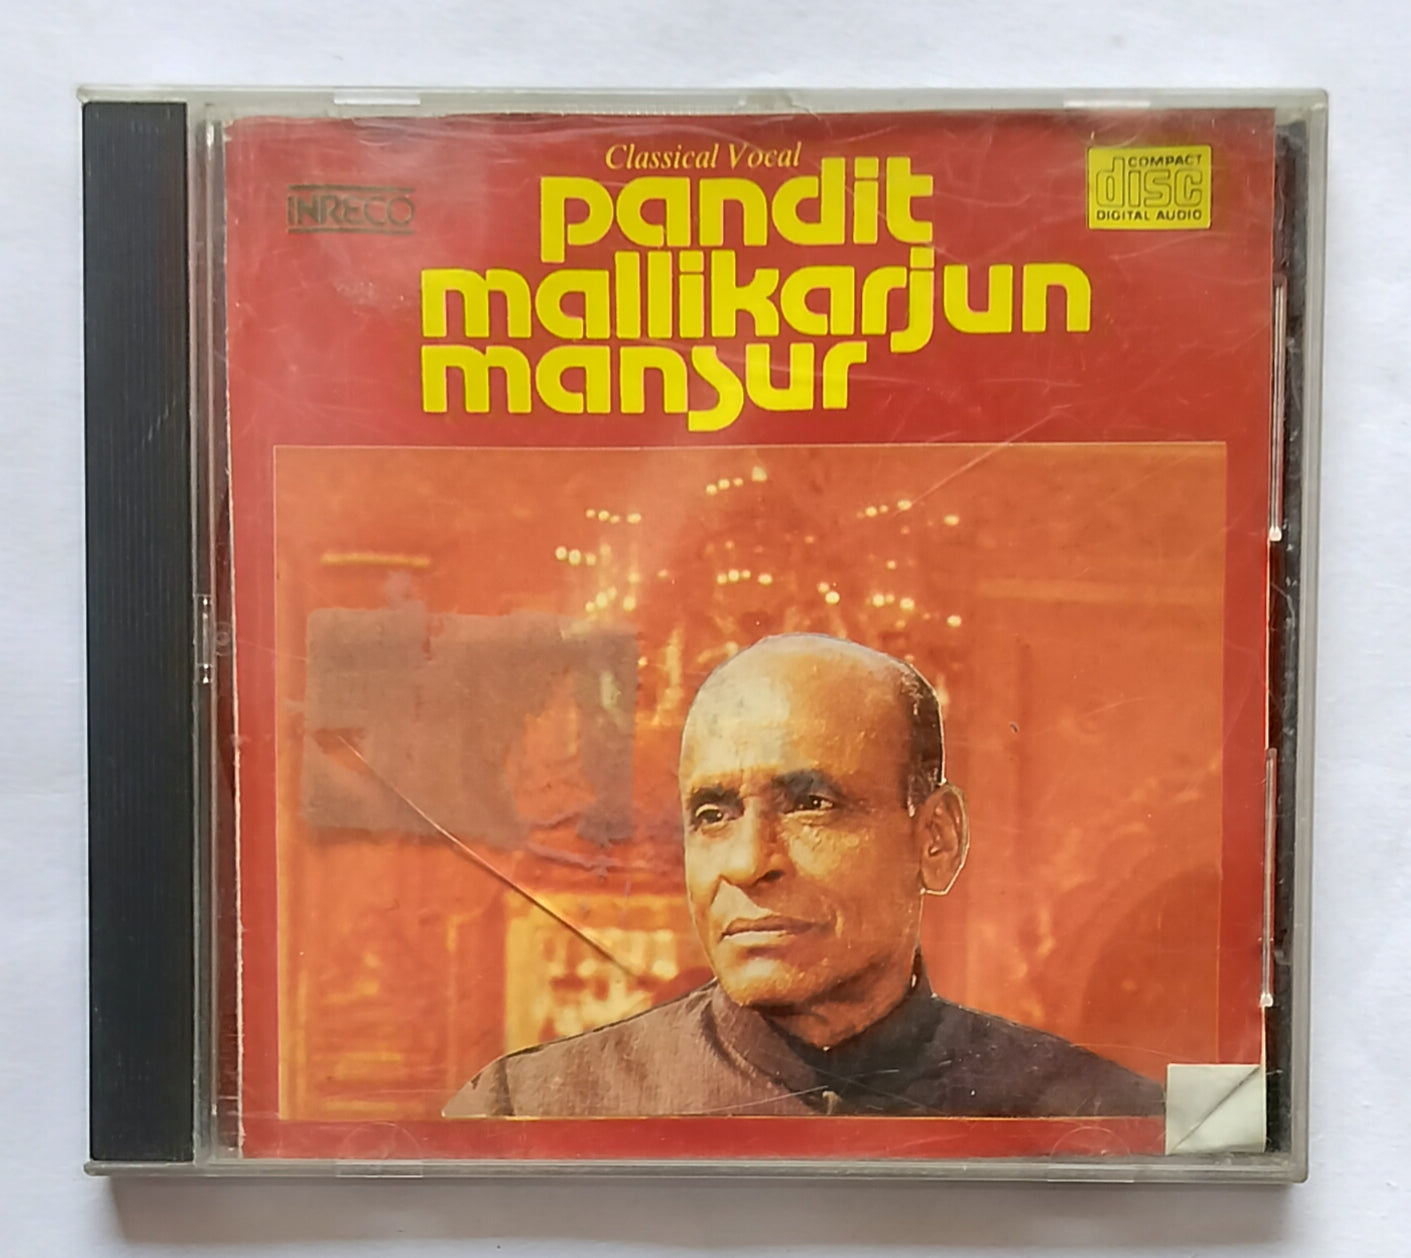 Classical Vocal
INRECO
pandit
mallikarjun
mansur
COMPACT
disc
DIGITAL AUDIO